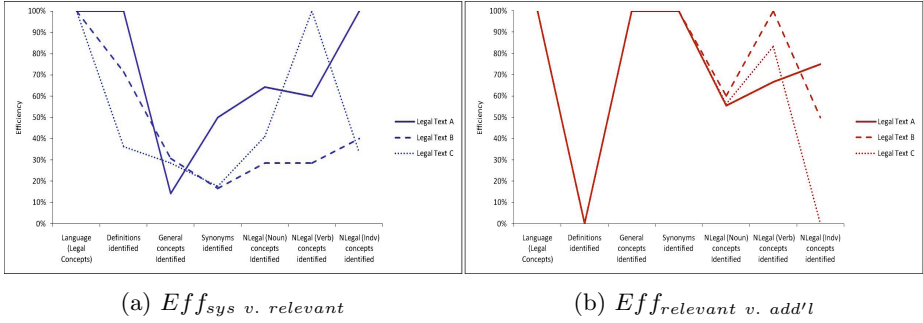 100%
90%
80%
70%
60%
50%
40%
30%
20%
10%
0%
Efficiency
Language (Legal Concepts)
Definitions identified
General concepts Identified
Synonyms identified
NLegal (Noun) concepts Identified
NLegal (Verb) concepts identified
NLegal (Indv) concepts identified
Legal Text A
Legal Text B
Legal Text C
(a) Eff sys v. relevant
100%
90%
80%
70%
60%
50%
40%
30%
20%
10%
0%
Efficiency
Language (Legal Concepts)
Definitions identified
General concepts Identified
Synonyms identified
NLegal (Noun) concepts Identified
NLegal (Verb) concepts identified
NLegal (Indv) concepts identified
Legal Text A
Legal Text B
Legal Text C
(b) Eff relevant v. add'l